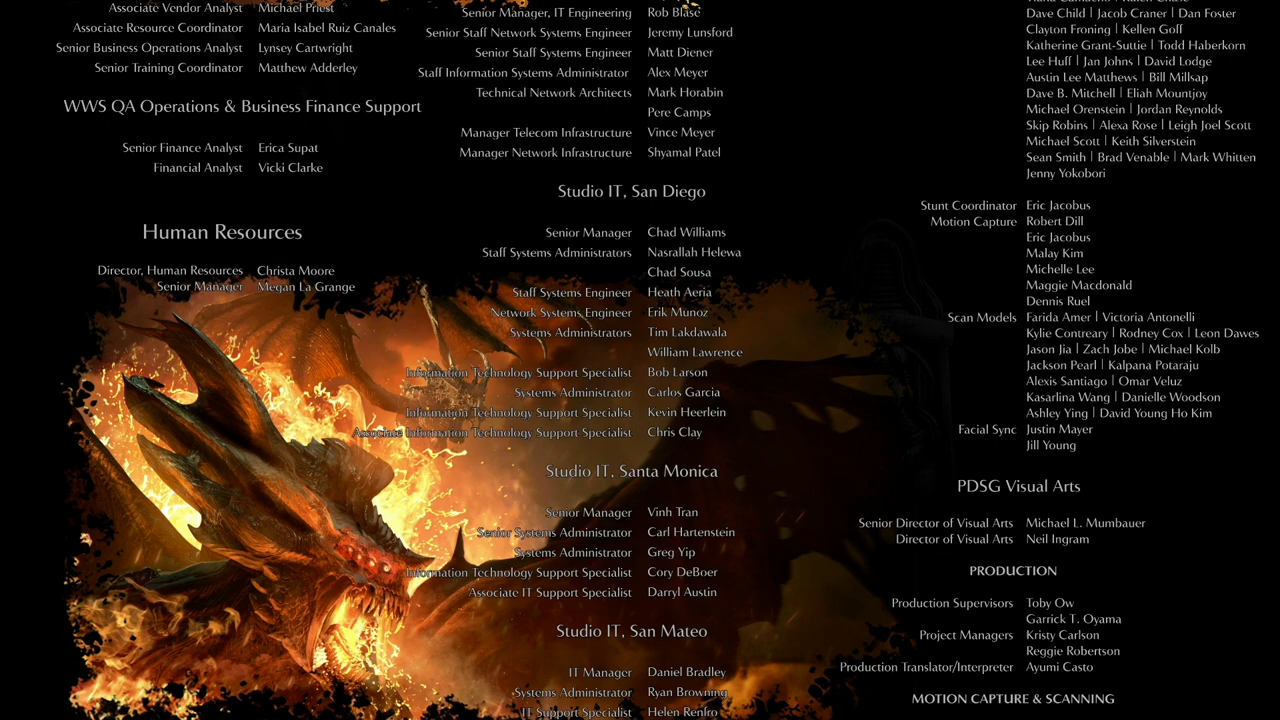 Associate Vendor Analyst Michael Priest
Associate Resource Coordinator Maria Isabel Ruiz Canales
Senior Business Operations Analyst Lynsey Cartwright
Senior Training Coordinator Matthew Adderley
WWS QA Operations & Business Finance Support
Senior Finance Analyst Erica Supat
Financial Analyst Vicki Clarke
Human Resources
Director, Human Resources Christa Moore
Senior Manager Megan La Grange
Senior Manager, IT Engineering Rob Blase
Senior Staff Network Systems Engineer Jeremy Lunsford
Senior Staff Systems Engineer Matt Diener
Staff Information Systems Administrator Alex Meyer
Technical Network Architects Mark Horabin
Pere Camps
Manager Telecom Infrastructure Vince Meyer
Manager Network Infrastructure Shyamal Patel
Studio IT, San Diego
Senior Manager Chad Williams
Staff Systems Administrators Nasrallah Helewa
Chad Sousa
Staff Systems Engineer Heath Aeria
Network Systems Engineer Erik Munoz
Systems Administrators Tim Lakdawala
William Lawrence
Information Technology Support Specialist Bob Larson
Systems Administrator Carlos Garcia
Information Technology Support Specialist Kevin Heerlein
Associate Information Technology Support Specialist Chris Clay
Studio IT, Santa Monica
Senior Manager Vinh Tran
Senior Systems Administrator Carl Hartenstein
Systems Administrator Greg Yip
Information Technology Support Specialist Cory DeBoer
Associate IT Support Specialist Darryl Austin
Studio IT, San Mateo
IT Manager Daniel Bradley
Systems Administrator Ryan Browning
IT Support Specialist Helen Renfro
Dave Child | Jacob Craner | Dan Foster
Clayton Froning | Kellen Goff
Katherine Grant-Suttie | Todd Haberkorn
Lee Huff | Jan Johns | David Lodge
Austin Lee Matthews | Bill Millsap
Dave B. Mitchell | Eliah Mountjoy
Michael Orenstein | Jordan Reynolds
Skip Robins | Alexa Rose | Leigh Joel Scott
Michael Scott | Keith Silverstein
Sean Smith | Brad Venable | Mark Whitten
Jenny Yokobori
Stunt Coordinator Eric Jacobus
Motion Capture Robert Dill
Eric Jacobus
Malay Kim
Michelle Lee
Maggie Macdonald
Dennis Ruel
Scan Models Farida Amer | Victoria Antonelli
Kylie Contreary | Rodney Cox | Leon Dawes
Jason Jia | Zach Jobe | Michael Kolb
Jackson Pearl | Kalpana Potaraju
Alexis Santiago | Omar Veluz
Kasarlina Wang | Danielle Woodson
Ashley Ying | David Young Ho Kim
Facial Sync Justin Mayer
Jill Young
PDSG Visual Arts
Senior Director of Visual Arts Michael L. Mumbauer
Director of Visual Arts Neil Ingram
PRODUCTION
Production Supervisors Toby Ow
Garrick T. Oyama
Project Managers Kristy Carlson
Reggie Robertson
Production Translator/Interpreter Ayumi Casto
MOTION CAPTURE & SCANNING